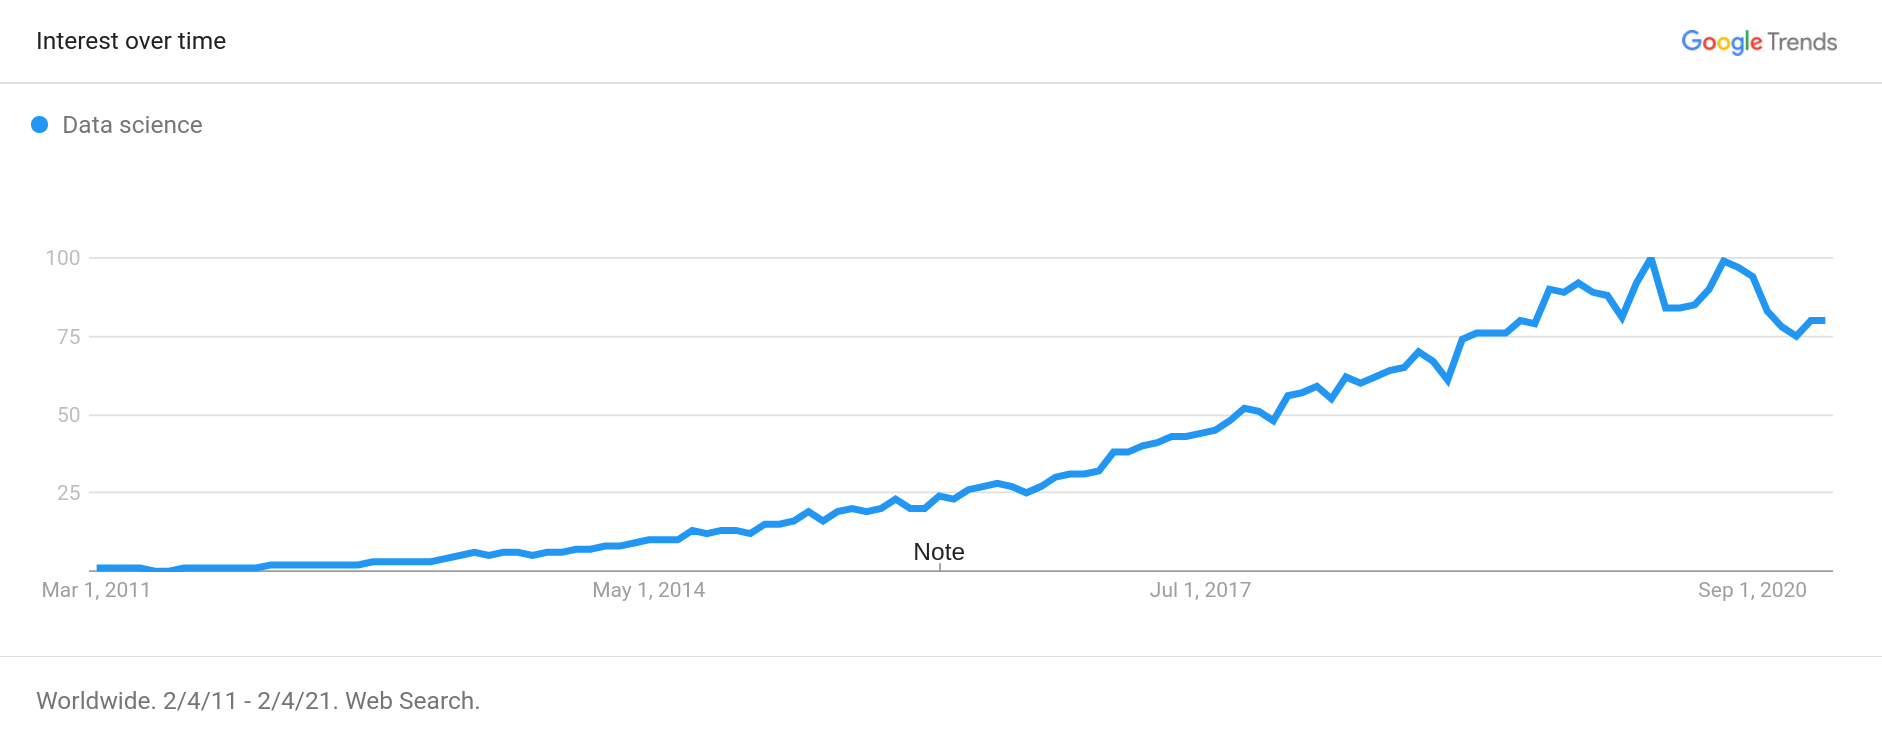 Interest over time
Google Trends
Data science
100
75
50
25
Note
Mar 1, 2011
May 1, 2014
Jul 1, 2017
Sep 1, 2020
Worldwide. 2/4/11 - 2/4/21. Web Search.